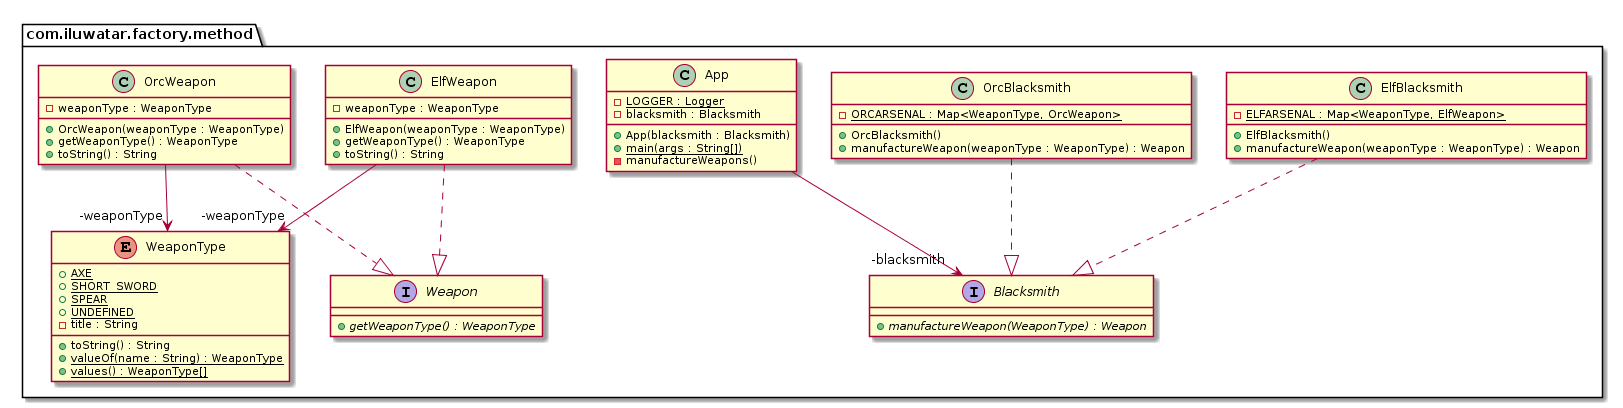 com.iluwatar.factory.method
C OrcWeapon
weaponType : WeaponType
OrcWeapon(weaponType : WeaponType)
getWeaponType() : WeaponType
toString() : String
C ElfWeapon
weaponType : WeaponType
ElfWeapon(weaponType : WeaponType)
getWeaponType() : WeaponType
toString() : String
C App
LOGGER : Logger
blacksmith : Blacksmith
App(blacksmith : Blacksmith)
main(args : String[])
manufactureWeapons()
C OrcBlacksmith
ORCARSENAL : Map<WeaponType, OrcWeapon>
OrcBlacksmith()
manufactureWeapon(weaponType : WeaponType) : Weapon
C ElfBlacksmith
ELFARSENAL : Map<WeaponType, ElfWeapon>
ElfBlacksmith()
manufactureWeapon(weaponType : WeaponType) : Weapon
-weaponType
-weaponType
-blacksmith
E WeaponType
AXE
SHORT_SWORD
SPEAR
UNDEFINED
title : String
toString() : String
valueOf(name : String) : WeaponType
values() : WeaponType[]
I Weapon
getWeaponType() : WeaponType
I Blacksmith
manufactureWeapon(WeaponType) : Weapon